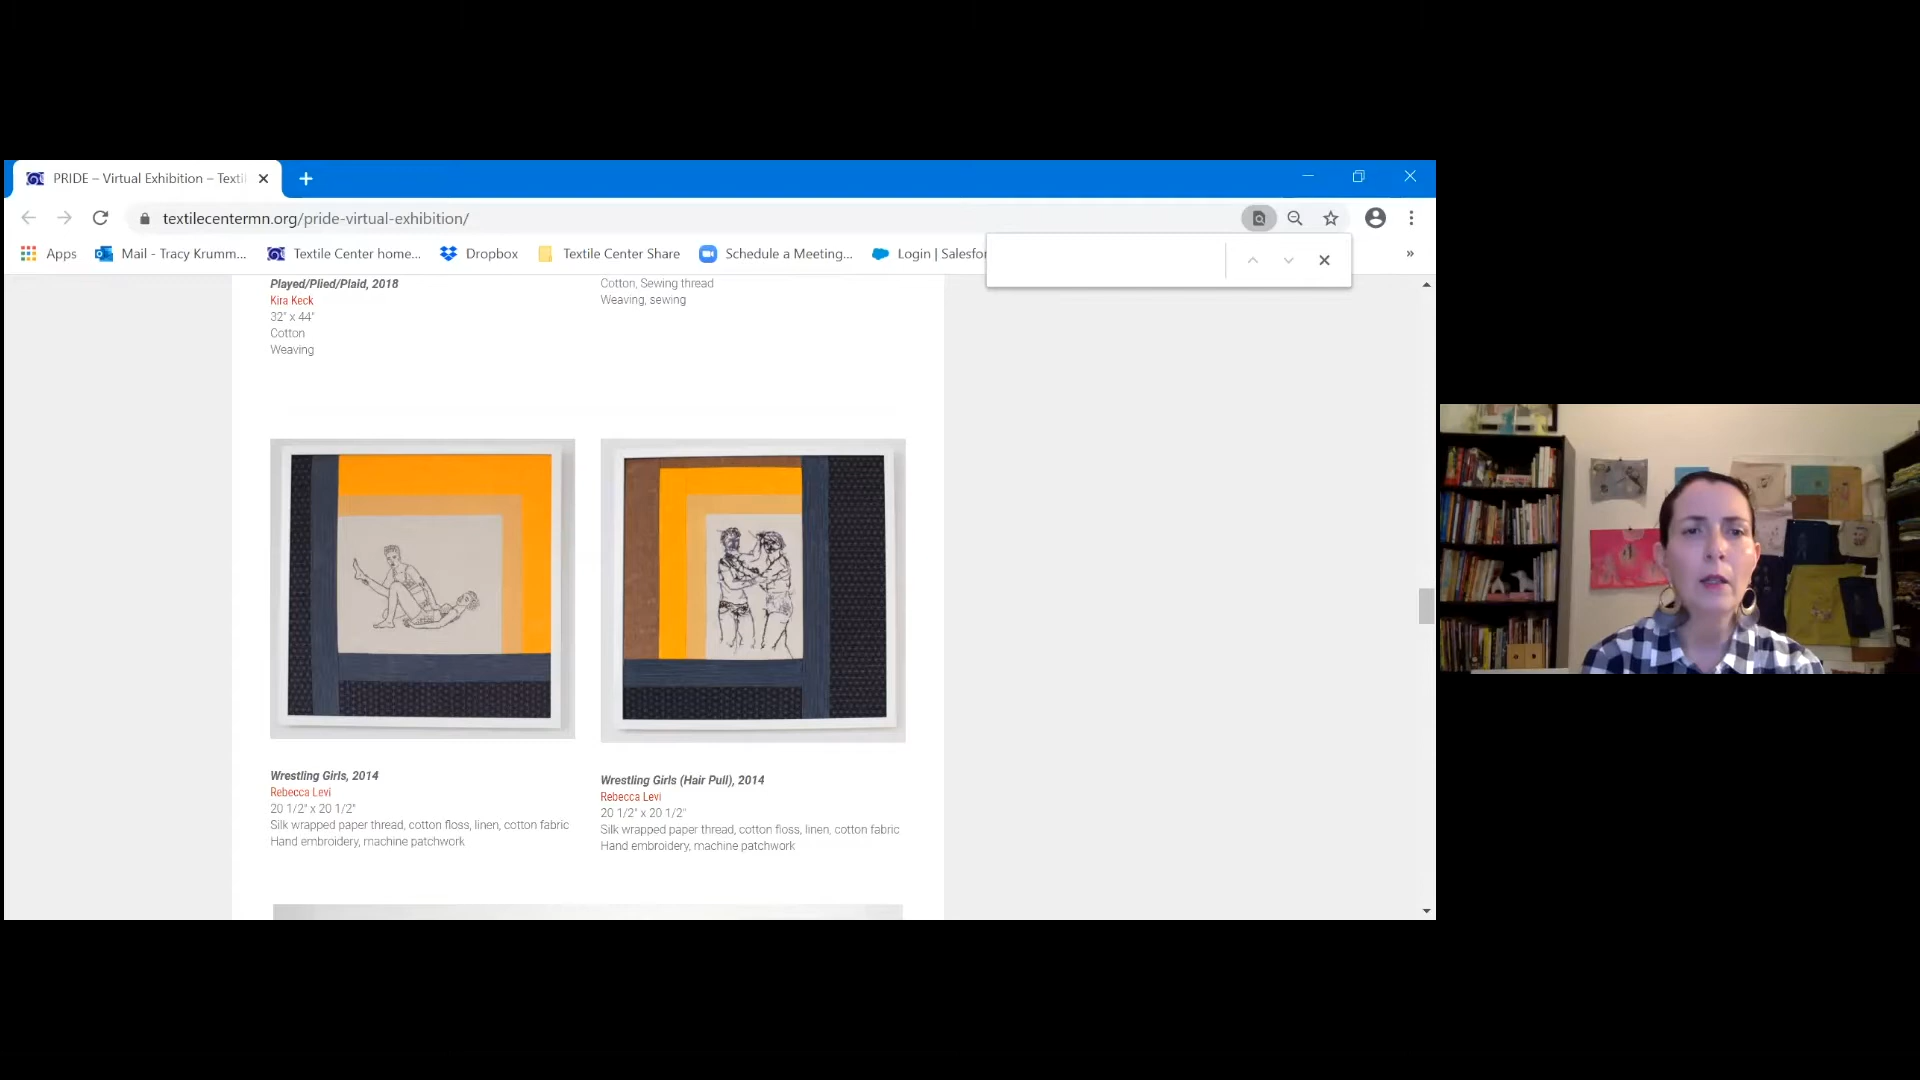 PRIDE – Virtual Exhibition – Texti
textilecentermn.org/pride-virtual-exhibition/
Apps
Mail - Tracy Krumm...
Textile Center home...
Dropbox
Textile Center Share
Schedule a Meeting...
Login | Salesfor
Played/Plied/Plaid, 2018
Kira Keck
32" x 44"
Cotton
Weaving
Cotton, Sewing thread
Weaving, sewing
Wrestling Girls, 2014
Rebecca Levi
20 1/2" x 20 1/2"
Silk wrapped paper thread, cotton floss, linen, cotton fabric
Hand embroidery, machine patchwork
Wrestling Girls (Hair Pull), 2014
Rebecca Levi
20 1/2" x 20 1/2"
Silk wrapped paper thread, cotton floss, linen, cotton fabric
Hand embroidery, machine patchwork